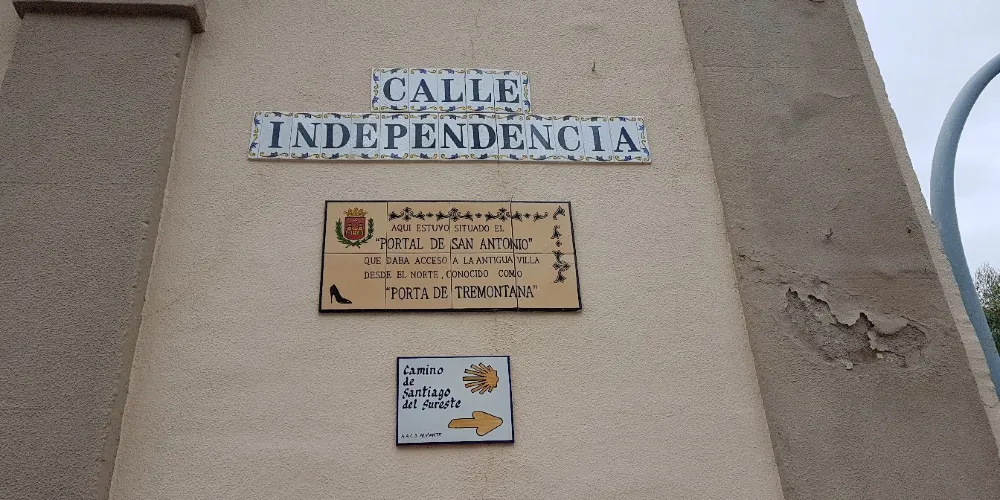 CALLE
INDEPENDENCIA
AQUI ESTUVO SITUADO EL
"PORTAL DE SAN ANTONIO"
QUE DABA ACCESO A LA ANTIGUA VILLA
DESDE EL NORTE, CONOCIDO COMO
"PORTA DE TREMONTANA"
Camino
de
Santiago
del Sureste